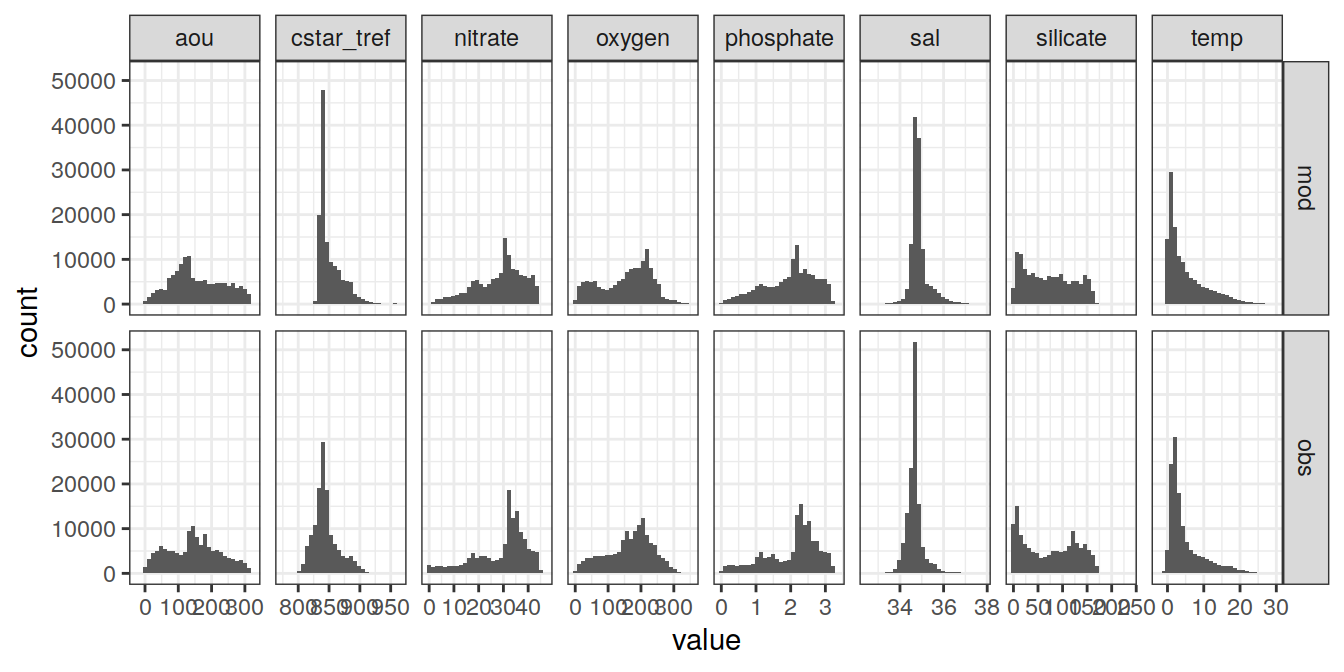 aou cstar_tref nitrate oxygen phosphate sal silicate temp
50000
40000
30000
20000
10000
0
mod
50000
40000
30000
20000
10000
0
obs
count
0 100 200 300 800 850 900 950 0 10 20 30 40 0 100 200 300 0 1 2 3 34 36 38 0 50 100 150 200 250 0 10 20 30
value